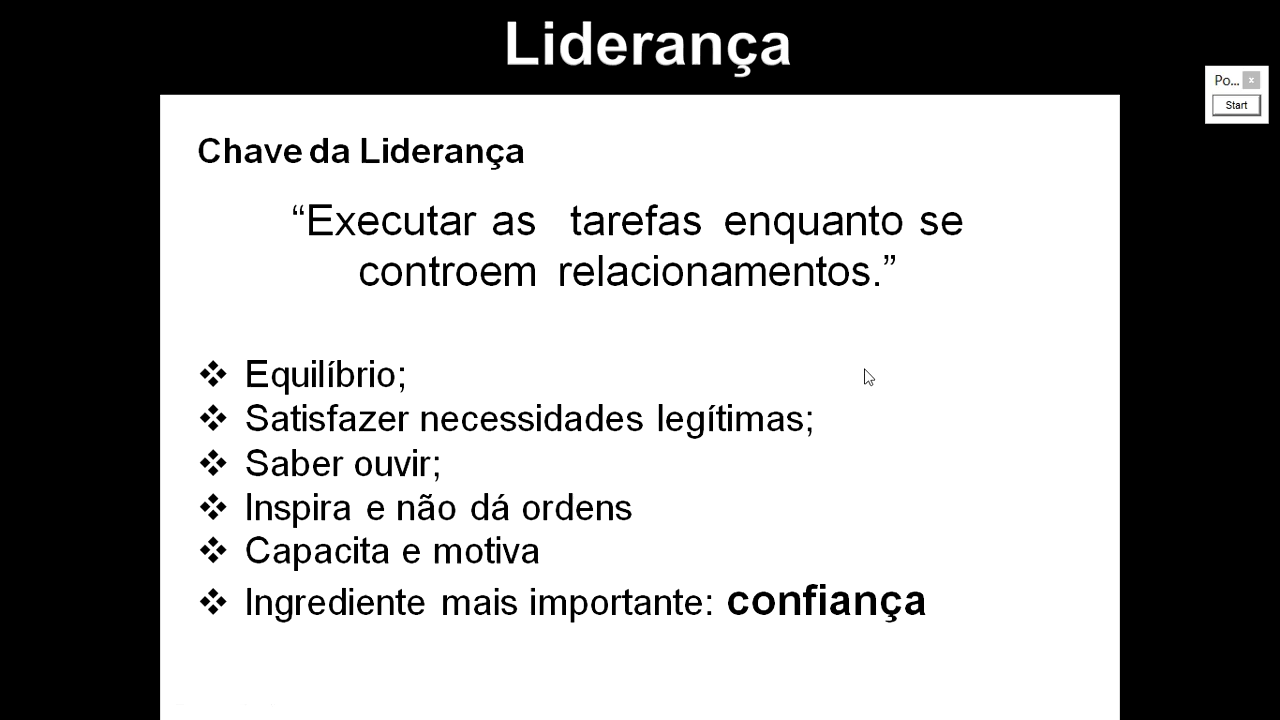 Liderança
Po...
Start
Chave da Liderança
“Executar as tarefas enquanto se
controem relacionamentos.”
Equilíbrio;
Satisfazer necessidades legítimas;
Saber ouvir;
Inspira e não dá ordens
Capacita e motiva
Ingrediente mais importante: confiança